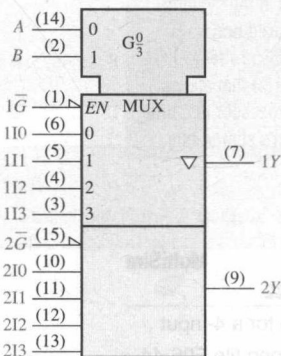 A (14) 0 G 0/3
B (2) 1
1G̅ (1) EN MUX
1I0 (6) 0
1I1 (5) 1 ▽ (7) 1Y
1I2 (4) 2
1I3 (3) 3
2G̅ (15)
2I0 (10)
2I1 (11) (9) 2Y
2I2 (12)
2I3 (13)